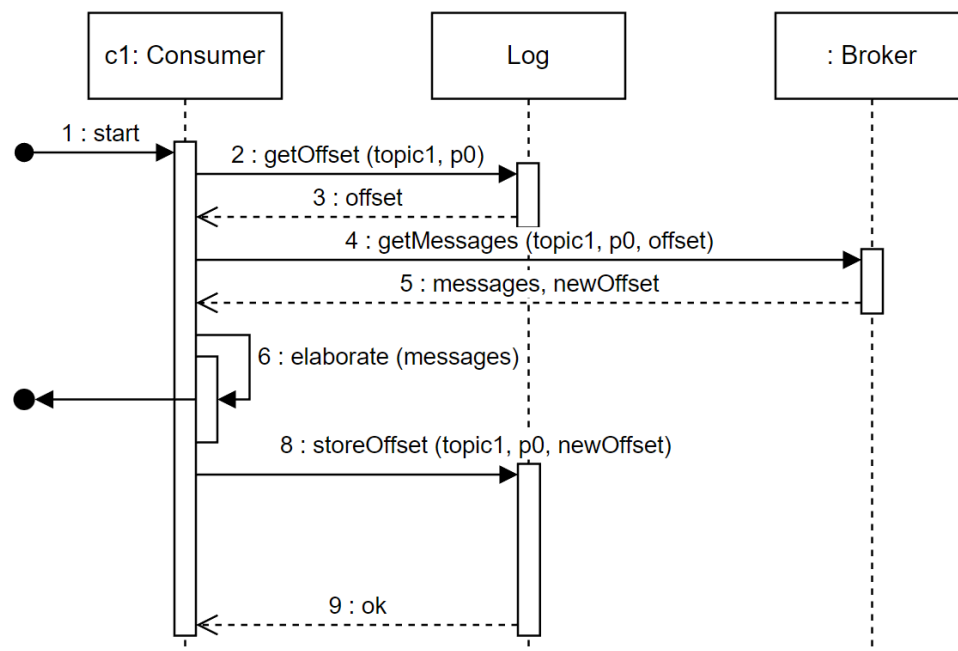 c1: Consumer
Log
: Broker
1 : start
2 : getOffset (topic1, p0)
3 : offset
4 : getMessages (topic1, p0, offset)
5 : messages, newOffset
6 : elaborate (messages)
8 : storeOffset (topic1, p0, newOffset)
9 : ok